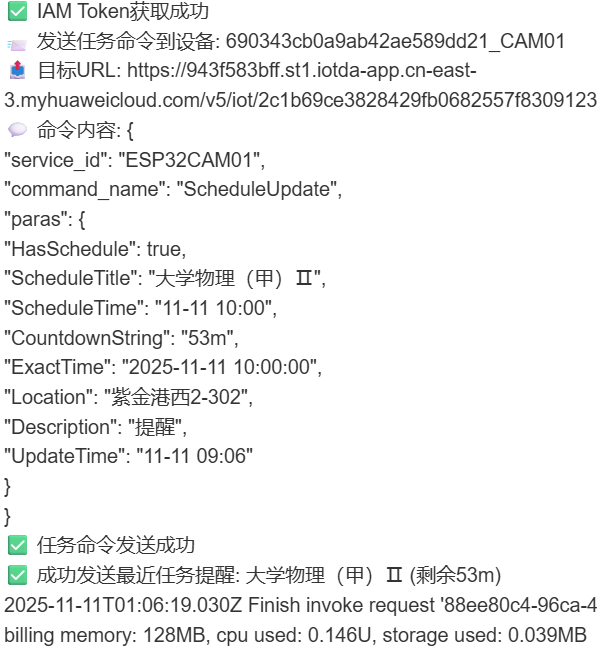 ✅ IAM Token获取成功
📨 发送任务命令到设备: 690343cb0a9ab42ae589dd21_CAM01
📤 目标URL: https://943f583bff.st1.iotda-app.cn-east-
3.myhuaweicloud.com/v5/iot/2c1b69ce3828429fb0682557f8309123
💬 命令内容: {
"service_id": "ESP32CAM01",
"command_name": "ScheduleUpdate",
"paras": {
"HasSchedule": true,
"ScheduleTitle": "大学物理（甲）Ⅱ",
"ScheduleTime": "11-11 10:00",
"CountdownString": "53m",
"ExactTime": "2025-11-11 10:00:00",
"Location": "紫金港西2-302",
"Description": "提醒",
"UpdateTime": "11-11 09:06"
}
}
✅ 任务命令发送成功
✅ 成功发送最近任务提醒: 大学物理（甲）Ⅱ (剩余53m)
2025-11-11T01:06:19.030Z Finish invoke request '88ee80c4-96ca-4
billing memory: 128MB, cpu used: 0.146U, storage used: 0.039MB